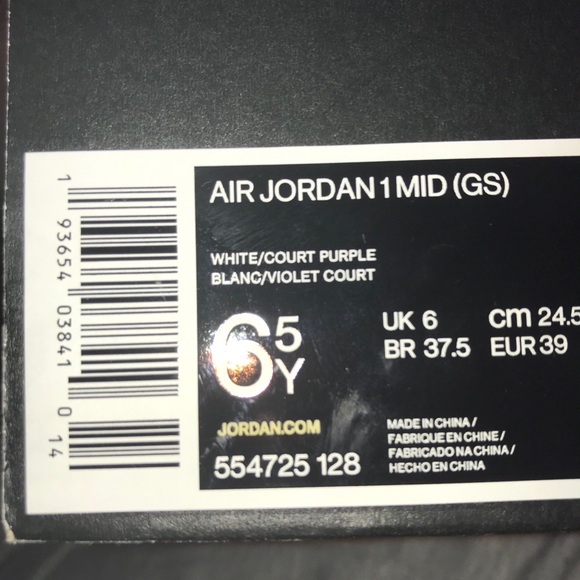 AIR JORDAN 1 MID (GS)
WHITE/COURT PURPLE
BLANC/VIOLET COURT
6.5Y
UK 6 cm 24.5
BR 37.5 EUR 39
JORDAN.COM
554725 128
MADE IN CHINA /
FABRIQUE EN CHINE /
FABRICADO NA CHINA /
HECHO EN CHINA
1 93654 03841 0 14